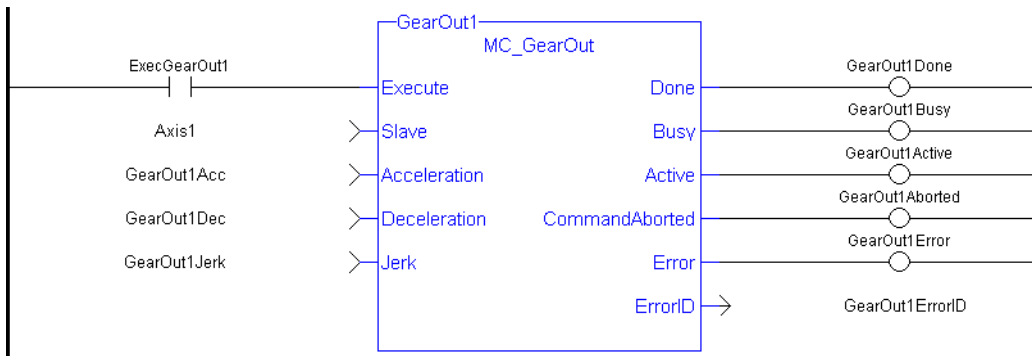 GearOut1
MC_GearOut
ExecGearOut1 Execute Done GearOut1Done
Axis1 Slave Busy GearOut1Busy
GearOut1Acc Acceleration Active GearOut1Active
GearOut1Dec Deceleration CommandAborted GearOut1Aborted
GearOut1Jerk Jerk Error GearOut1Error
ErrorID GearOut1ErrorID